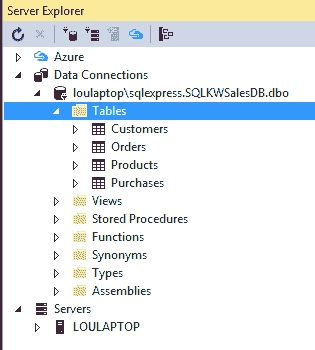 Server Explorer
Azure
Data Connections
loulaptop\sqlexpress.SQLKWSalesDB.dbo
Tables
Customers
Orders
Products
Purchases
Views
Stored Procedures
Functions
Synonyms
Types
Assemblies
Servers
LOULAPTOP